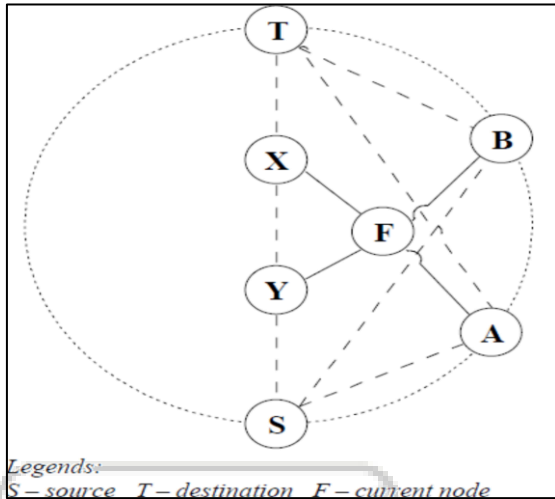 T
B
X
F
Y
A
S
Legends:
S – source T – destination F – current node